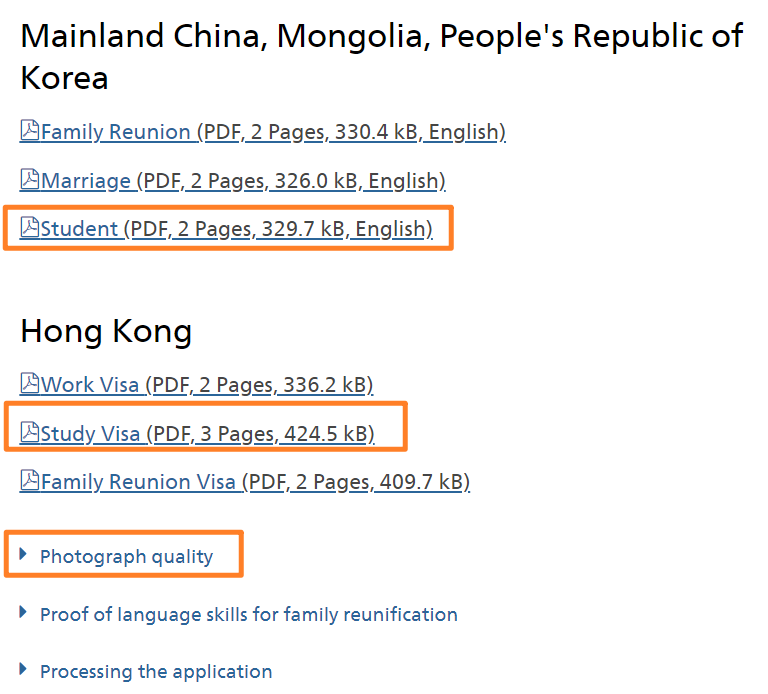 Mainland China, Mongolia, People's Republic of
Korea
Family Reunion (PDF, 2 Pages, 330.4 kB, English)
Marriage (PDF, 2 Pages, 326.0 kB, English)
Student (PDF, 2 Pages, 329.7 kB, English)
Hong Kong
Work Visa (PDF, 2 Pages, 336.2 kB)
Study Visa (PDF, 3 Pages, 424.5 kB)
Family Reunion Visa (PDF, 2 Pages, 409.7 kB)
Photograph quality
Proof of language skills for family reunification
Processing the application